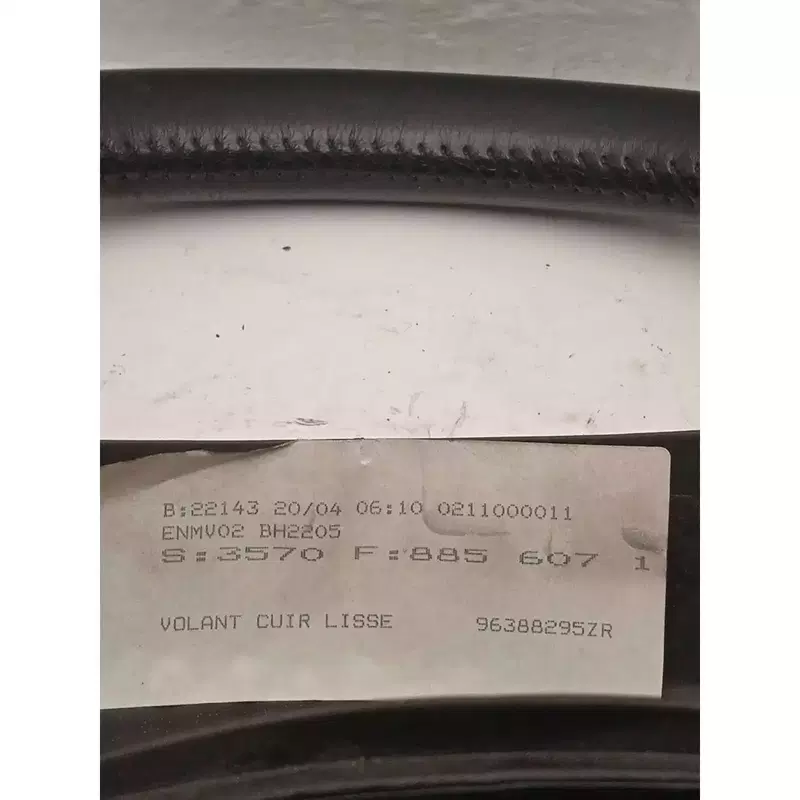 B:22143 20/04 06:10 0211000011
ENMV02 BH2205
S:3570 F:885 607 1
VOLANT CUIR LISSE 96388295ZR